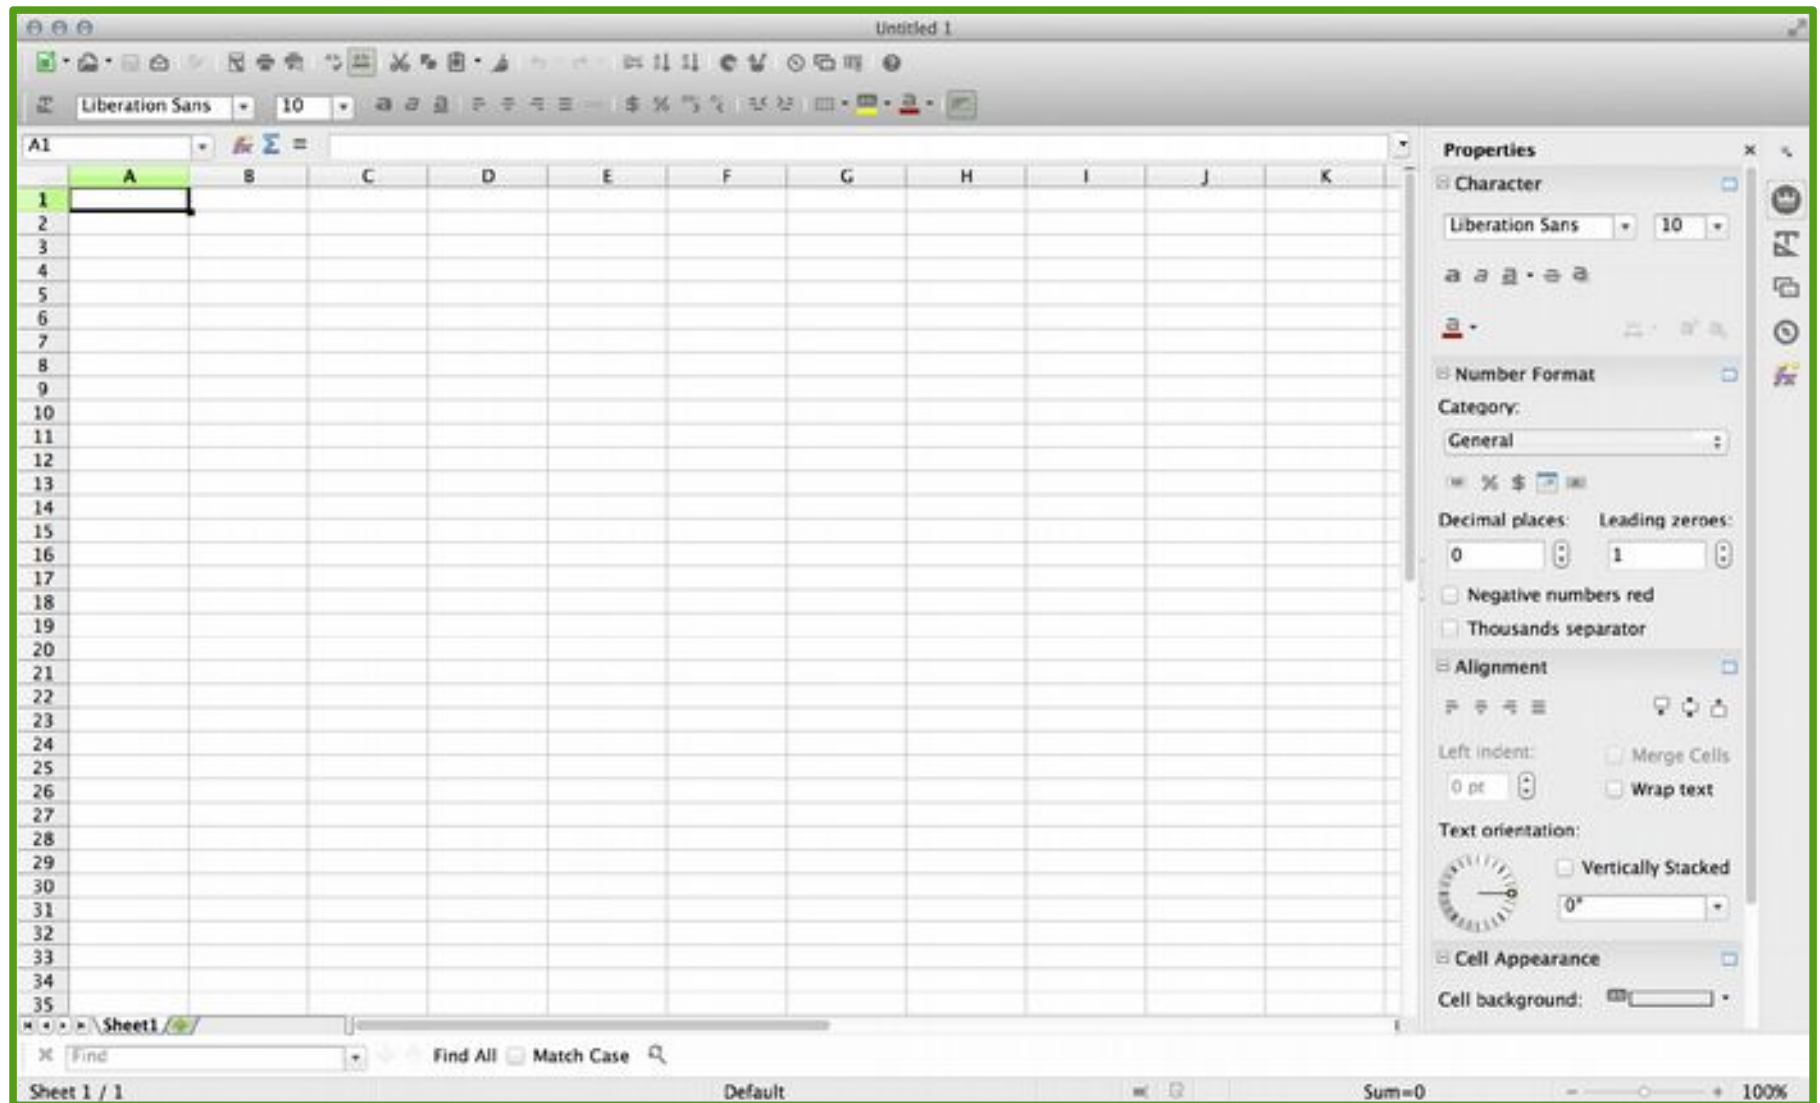 Untitled 1
Liberation Sans 10
$ %
A1 =
Properties
A B C D E F G H I J K
Character
1
2
3
4
5
6
7
8
9
10
11
12
13
14
15
16
17
18
19
20
21
22
23
24
25
26
27
28
29
30
31
32
33
34
35
Liberation Sans 10
a a a a a
a
Number Format
Category:
General
% $
Decimal places: Leading zeroes:
0 1
Negative numbers red
Thousands separator
Alignment
Left indent: Merge Cells
0 pt Wrap text
Text orientation:
Vertically Stacked
0°
Cell Appearance
Cell background:
Sheet1
Find Find All Match Case
Sheet 1 / 1 Default Sum=0 100%